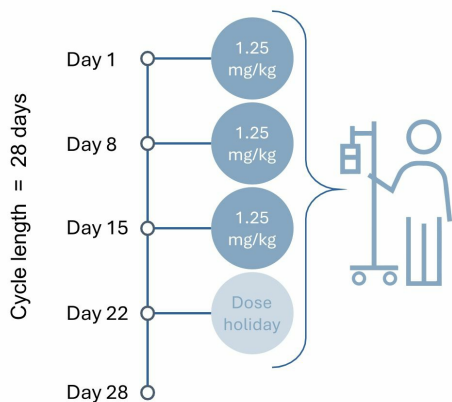 Cycle length = 28 days
Day 1
1.25
mg/kg
Day 8
1.25
mg/kg
Day 15
1.25
mg/kg
Day 22
Dose
holiday
Day 28